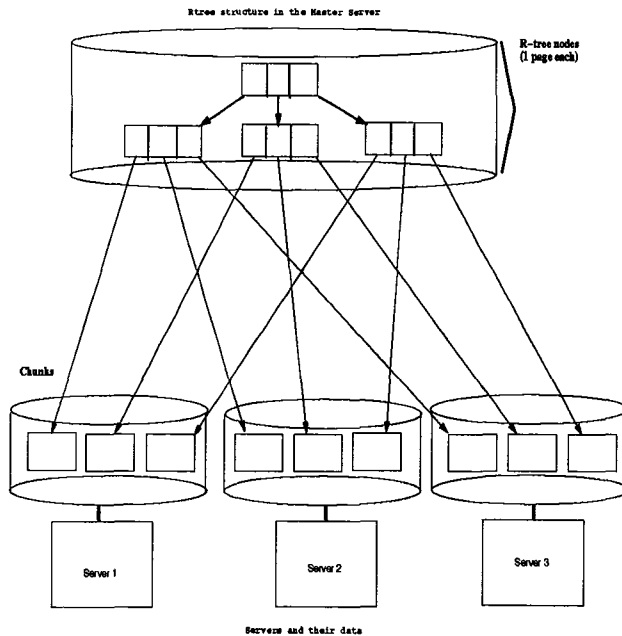 Rtree structure in the Master Server
R-tree nodes
(1 page each)
Chunks
Server 1
Server 2
Server 3
Servers and their data